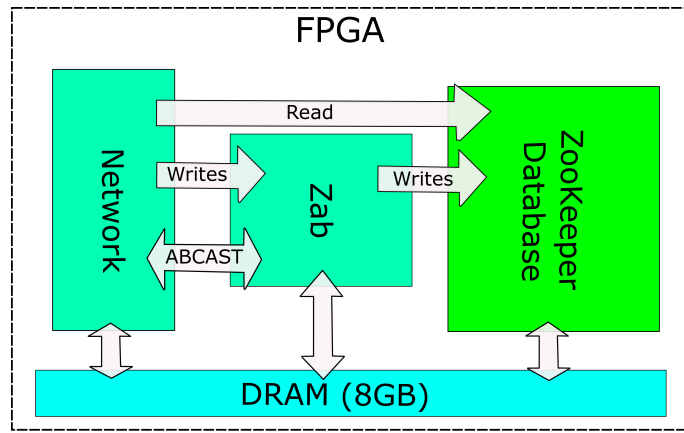 FPGA
Read
Network
Writes
Zab
Writes
ZooKeeper
Database
ABCAST
DRAM (8GB)